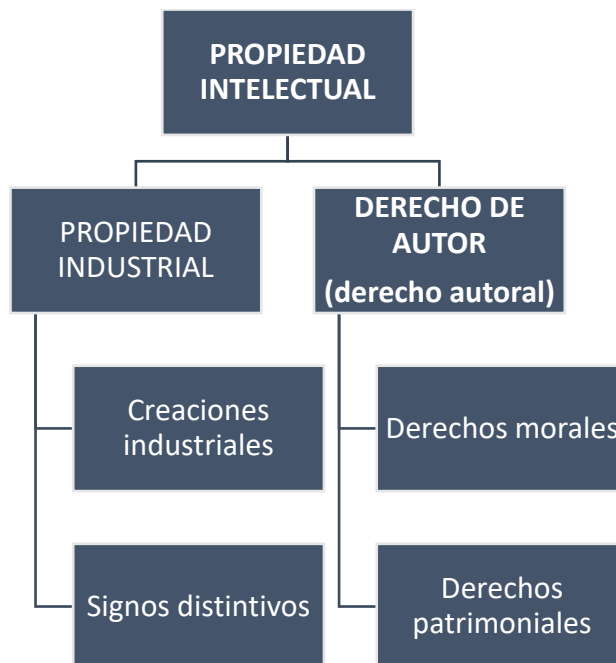 PROPIEDAD
INTELECTUAL
PROPIEDAD
INDUSTRIAL
Creaciones
industriales
Signos distintivos
DERECHO DE
AUTOR
(derecho autoral)
Derechos morales
Derechos
patrimoniales